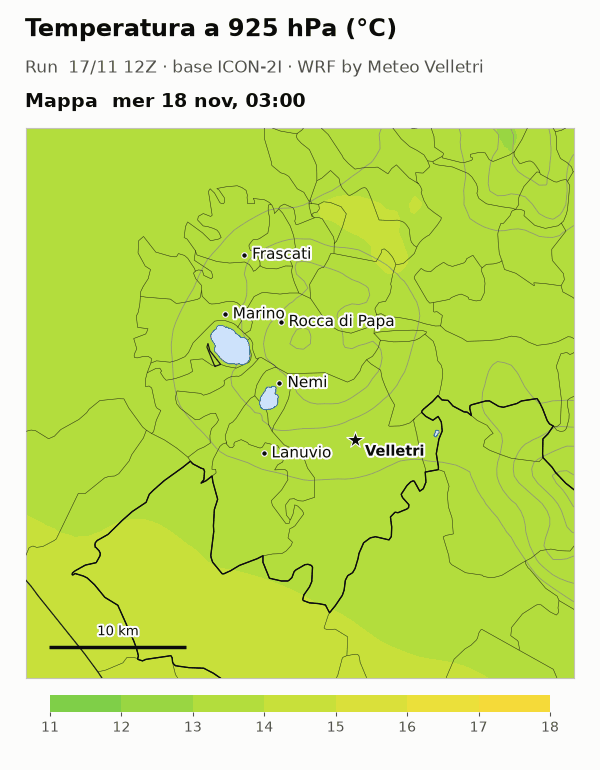 Temperatura a 925 hPa (°C)
Run  17/11 12Z · base ICON-2I · WRF by Meteo Velletri
Mappa  mer 18 nov, 03:00
Frascati
Marino
Rocca di Papa
Nemi
Velletri
Lanuvio
10 km
11 12 13 14 15 16 17 18